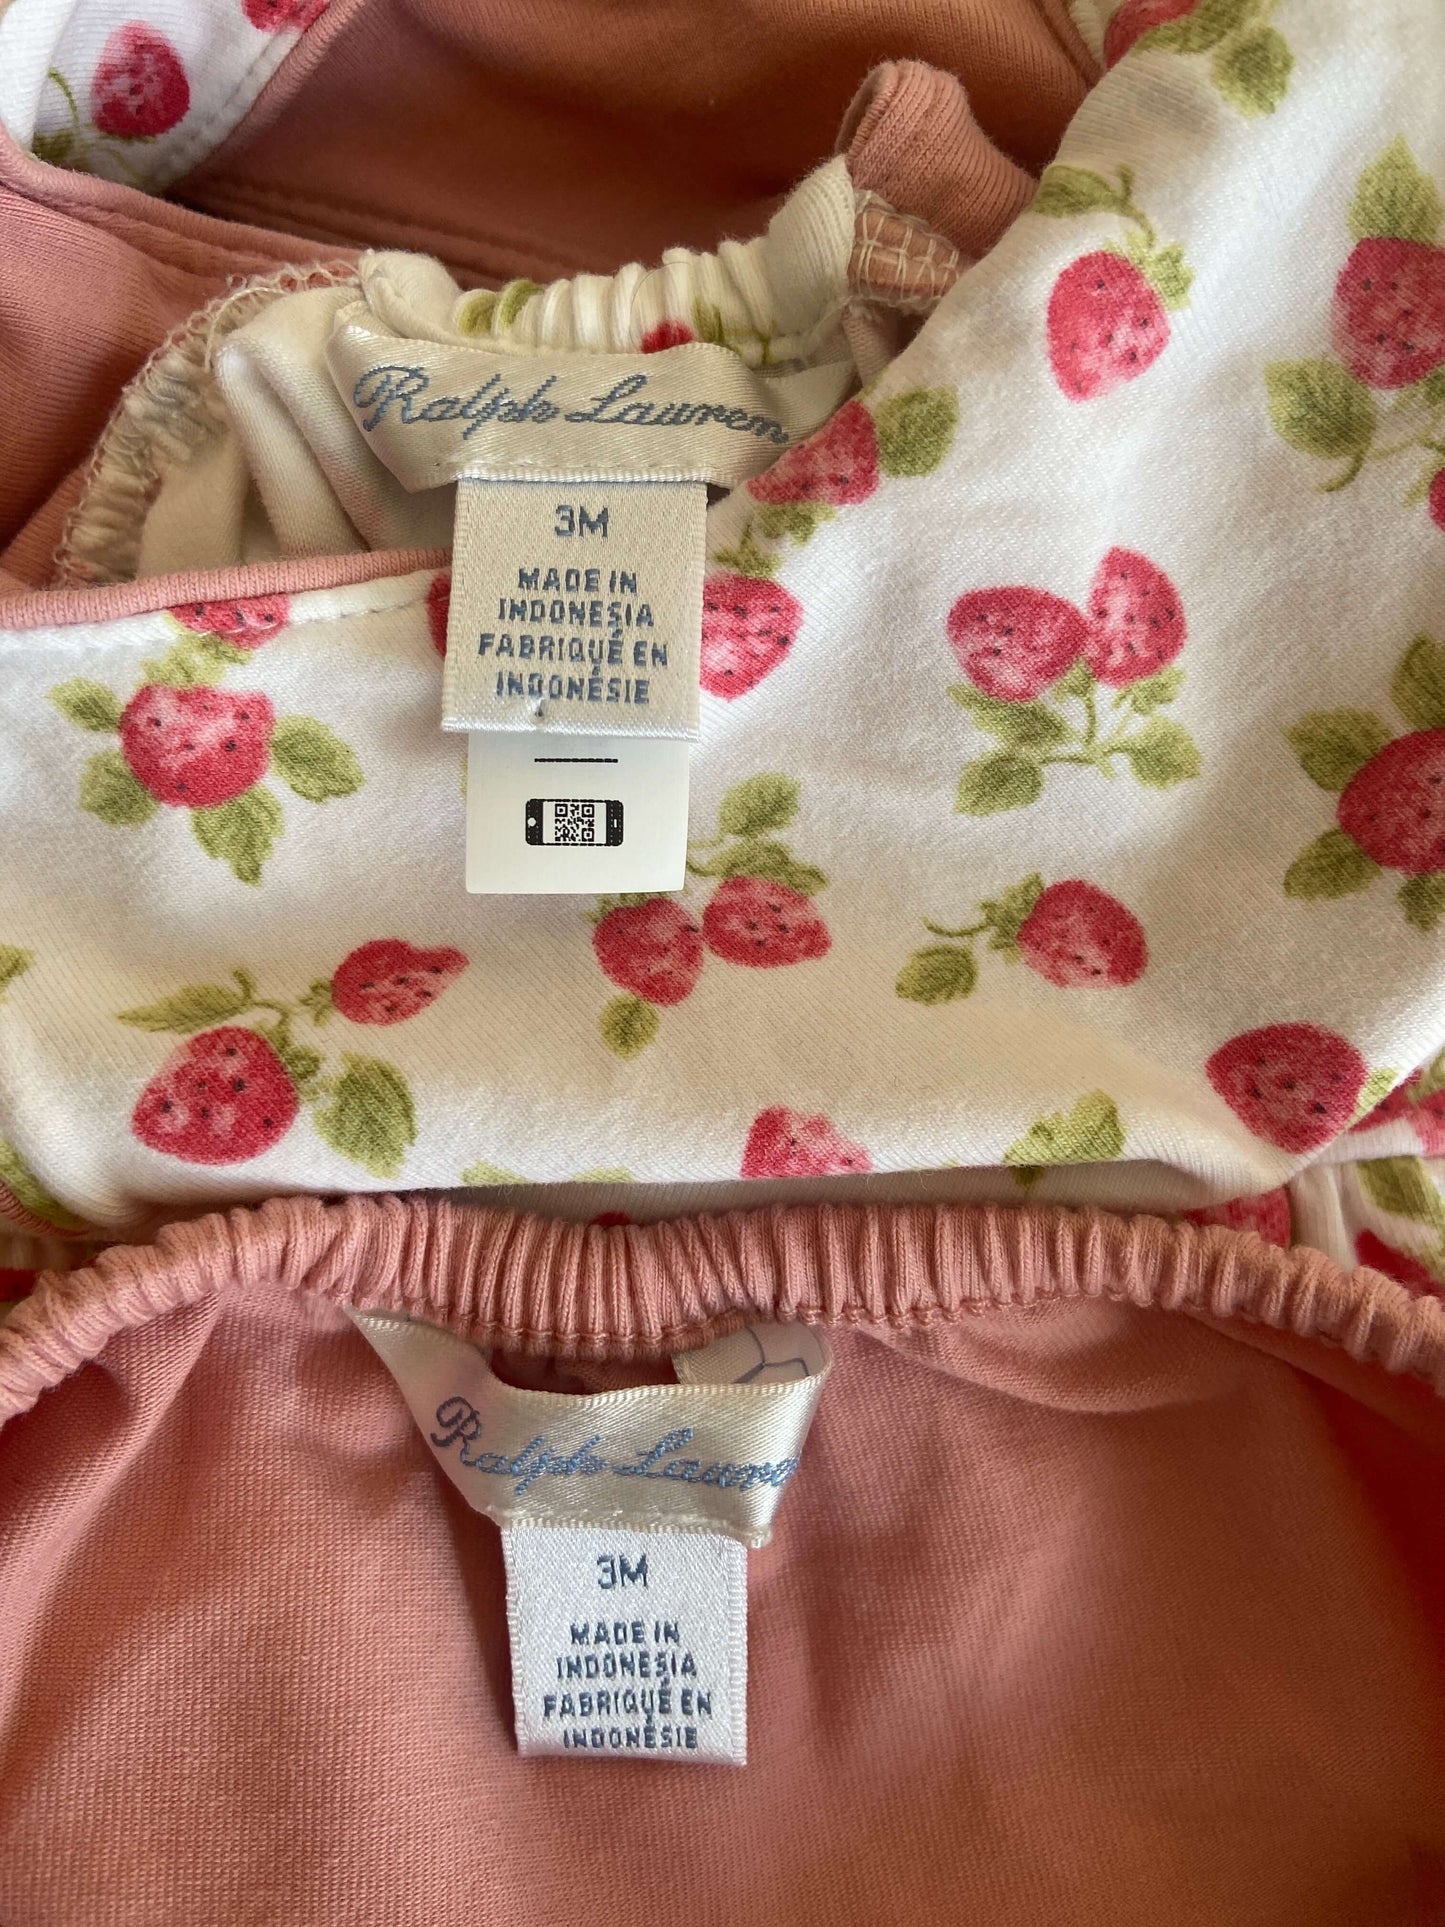 Ralph Lauren
3M
MADE IN
INDONESIA
FABRIQUÉ EN
INDONÉSIE
Ralph Lauren
3M
MADE IN
INDONESIA
FABRIQUÉ EN
INDONÉSIE